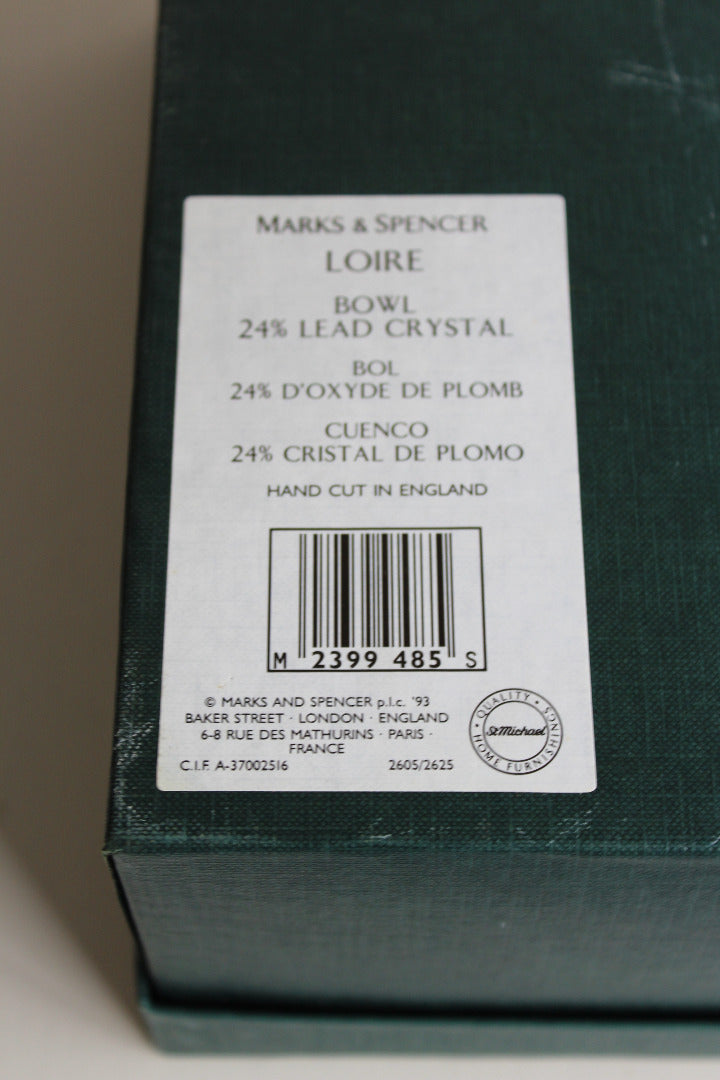 MARKS & SPENCER
LOIRE
BOWL
24% LEAD CRYSTAL
BOL
24% D'OXYDE DE PLOMB
CUENCO
24% CRISTAL DE PLOMO
HAND CUT IN ENGLAND
M 2399 485 S
© MARKS AND SPENCER p.l.c. '93
BAKER STREET · LONDON · ENGLAND
6-8 RUE DES MATHURINS · PARIS ·
FRANCE
C.I.F. A-37002516 2605/2625
· QUALITY ·
St Michael
HOME FURNISHINGS